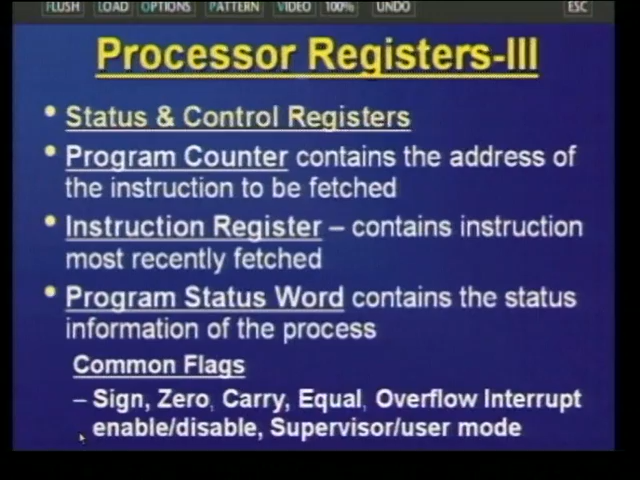 FLUSH LOAD OPTIONS PATTERN VIDEO 100% UNDO ESC
Processor Registers-III
• Status & Control Registers
• Program Counter contains the address of
the instruction to be fetched
• Instruction Register – contains instruction
most recently fetched
• Program Status Word contains the status
information of the process
Common Flags
– Sign, Zero, Carry, Equal, Overflow Interrupt
enable/disable, Supervisor/user mode